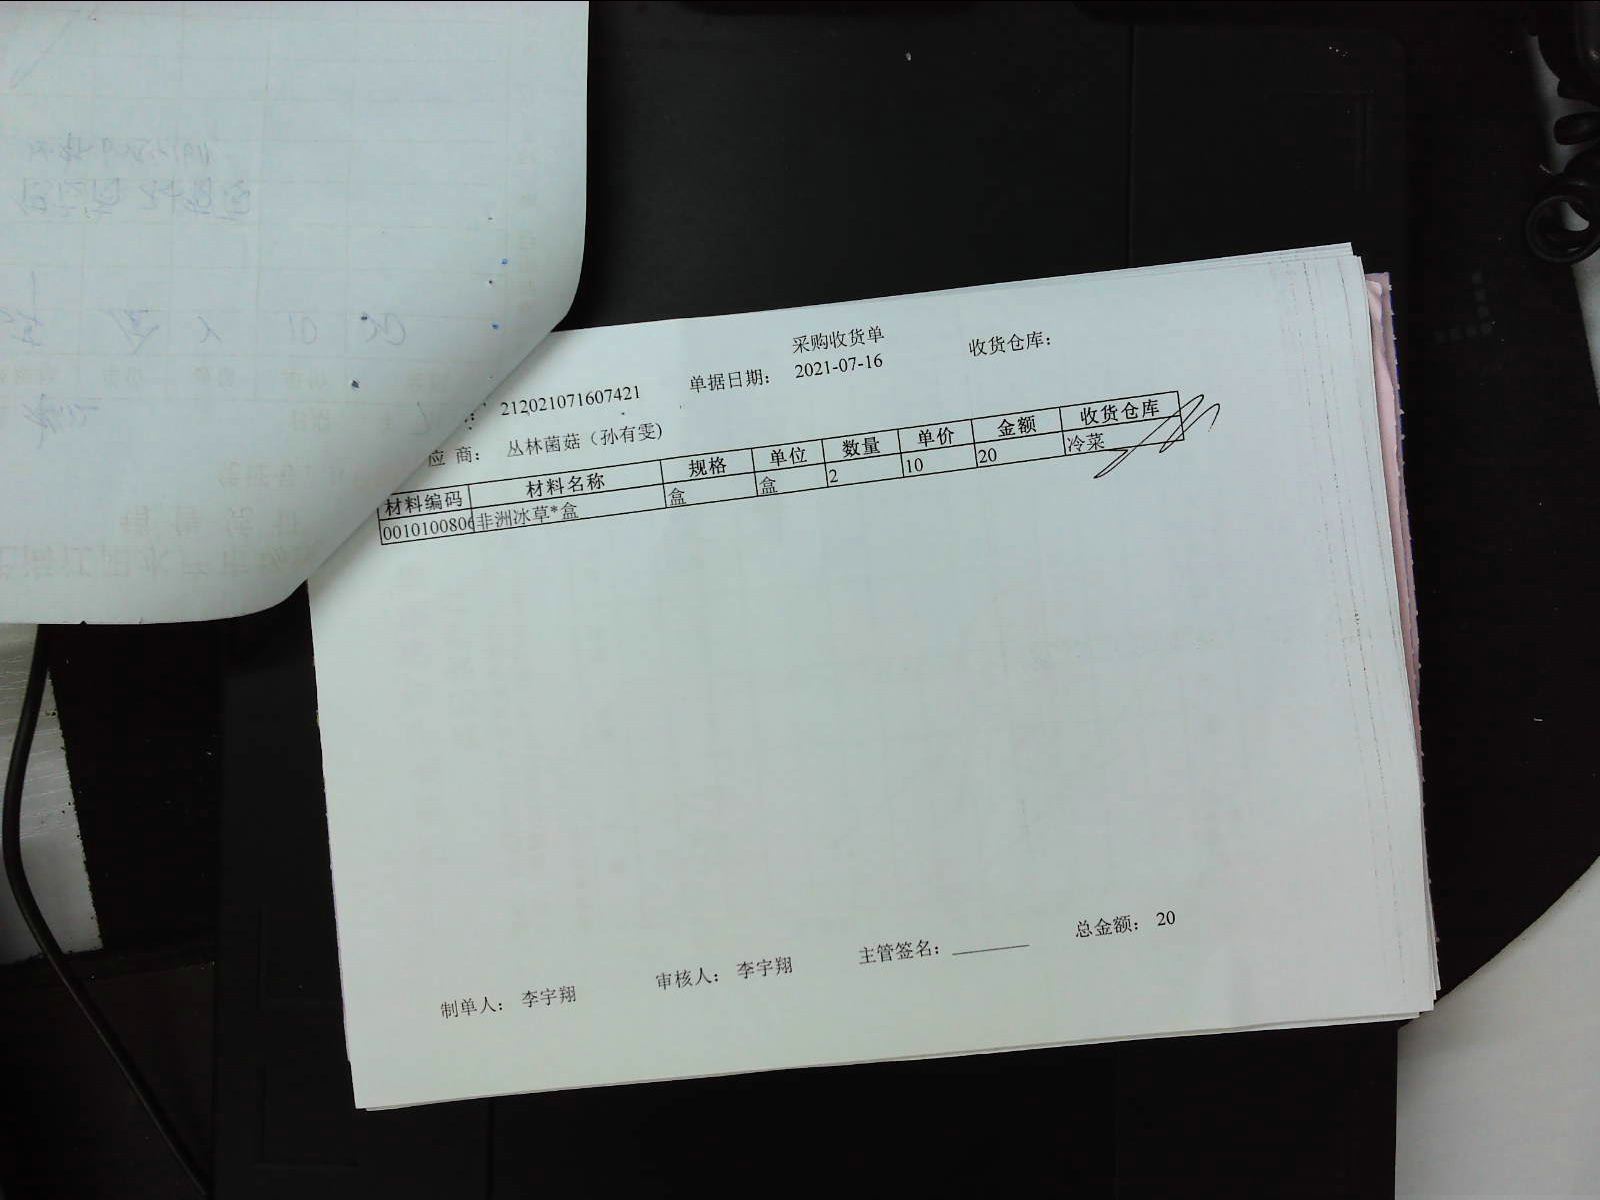 采购收货单
212021071607421 单据日期： 2021-07-16 收货仓库：
应 商： 丛林菌菇（孙有雯)
材料编码 材料名称 规格 单位 数量 单价 金额 收货仓库
0010100806 非洲冰草*盒 盒 盒 2 10 20 冷菜
总金额： 20
制单人： 李宇翔 审核人： 李宇翔 主管签名：